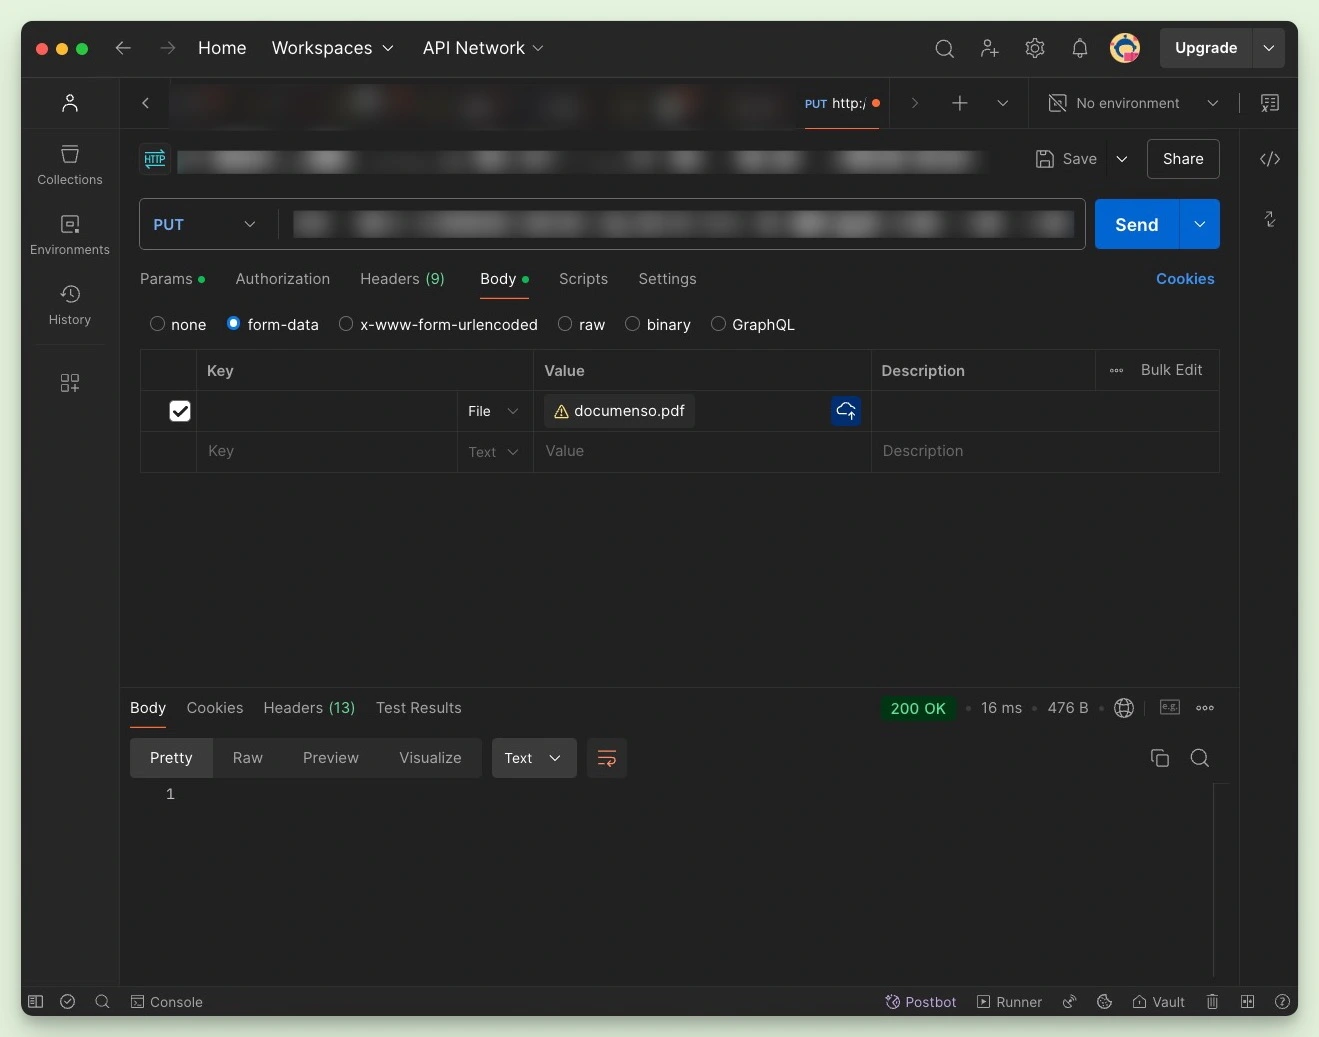 Home Workspaces API Network Upgrade
PUT http:/ No environment
HTTP Save Share
Collections
PUT Send
Environments
Params Authorization Headers (9) Body Scripts Settings Cookies
History
none form-data x-www-form-urlencoded raw binary GraphQL
Key Value Description Bulk Edit
File documenso.pdf
Key Text Value Description
Body Cookies Headers (13) Test Results 200 OK 16 ms 476 B e.g.
Pretty Raw Preview Visualize Text
1
Console Postbot Runner Vault